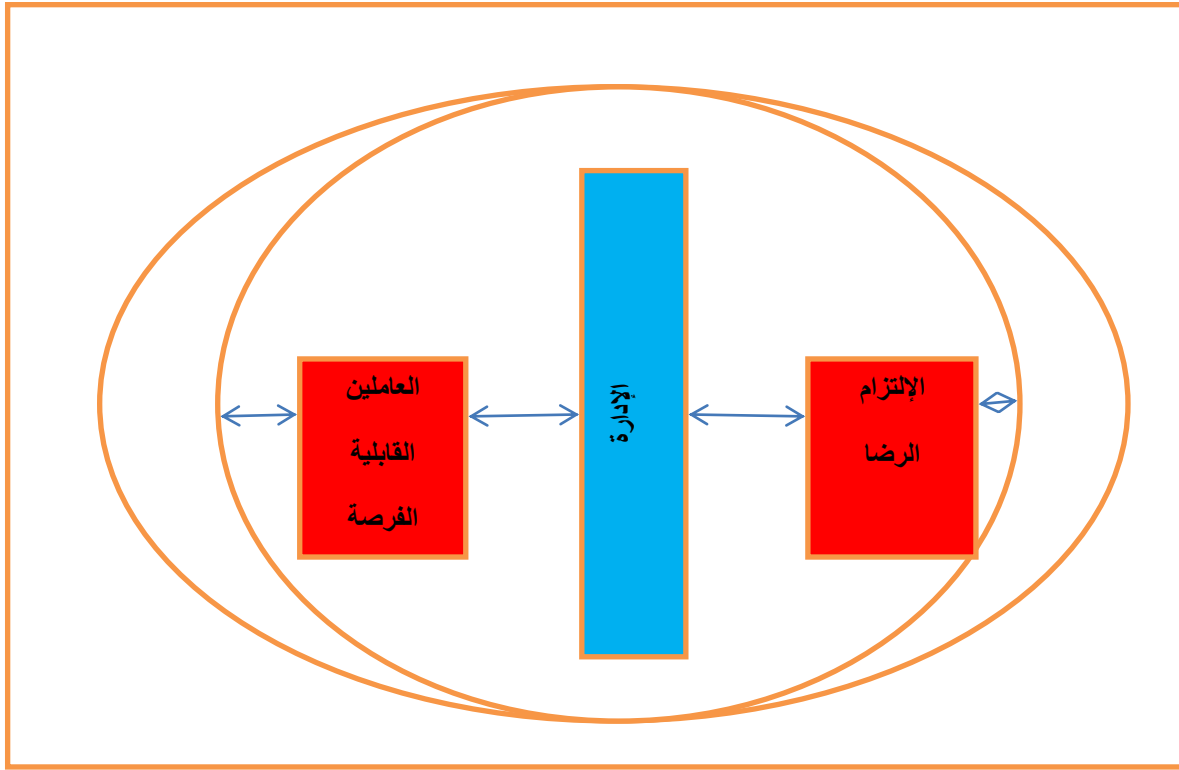 الإلتزام
الرضا
الإدارة
العاملين
القابلية
الفرصة